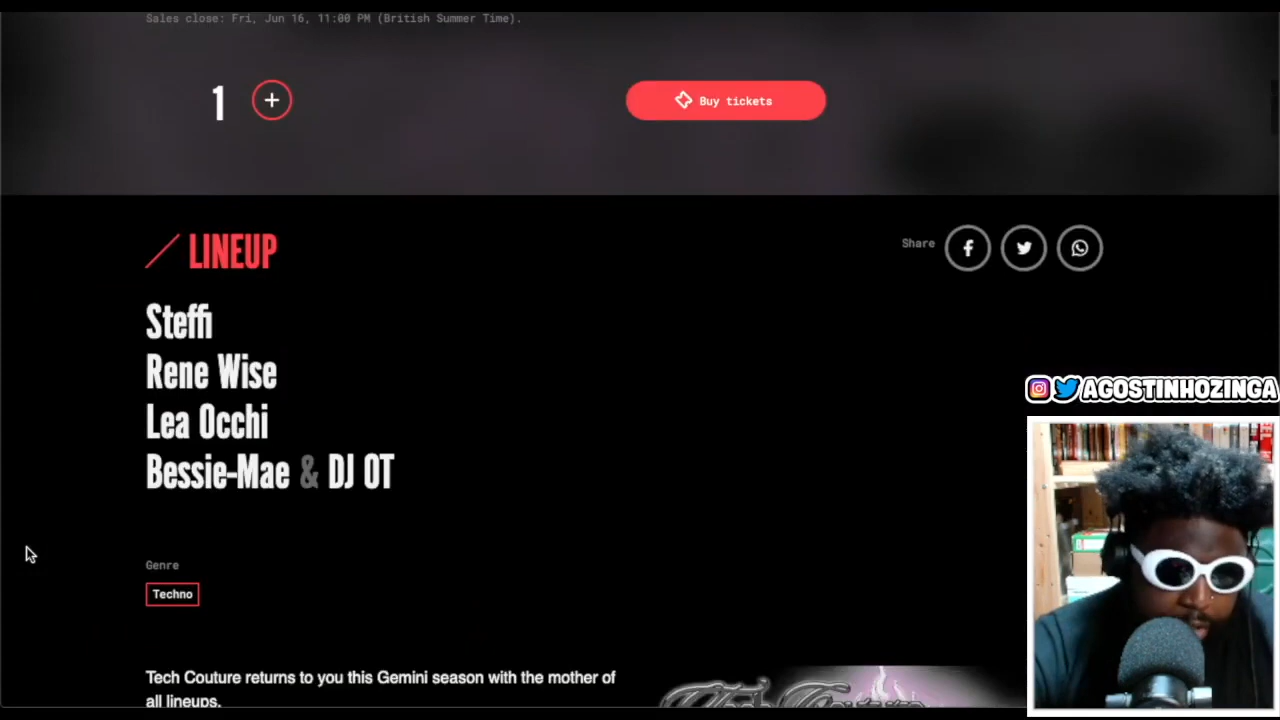 Sales close: Fri, Jun 16, 11:00 PM (British Summer Time).
1
Buy tickets
LINEUP
Share
Steffi
Rene Wise
Lea Occhi
Bessie-Mae & DJ OT
AGOSTINHOZINGA
Genre
Techno
Tech Couture returns to you this Gemini season with the mother of
all lineups.
Tech Couture